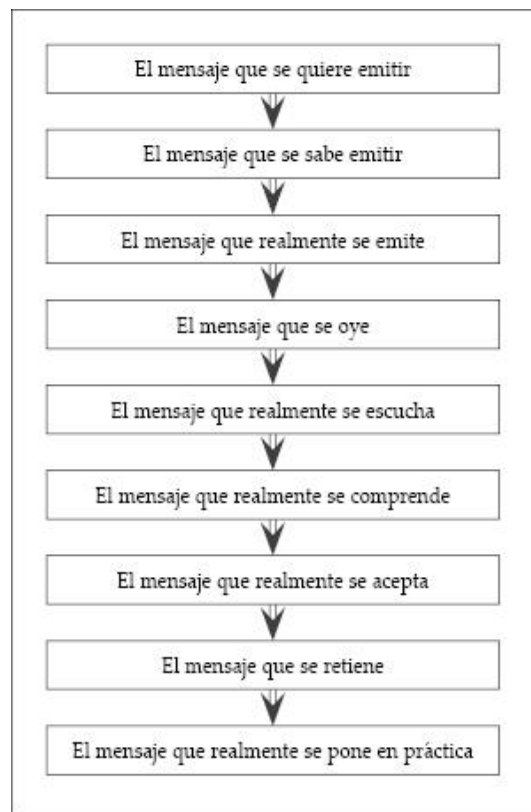 El mensaje que se quiere emitir
El mensaje que se sabe emitir
El mensaje que realmente se emite
El mensaje que se oye
El mensaje que realmente se escucha
El mensaje que realmente se comprende
El mensaje que realmente se acepta
El mensaje que se retiene
El mensaje que realmente se pone en práctica